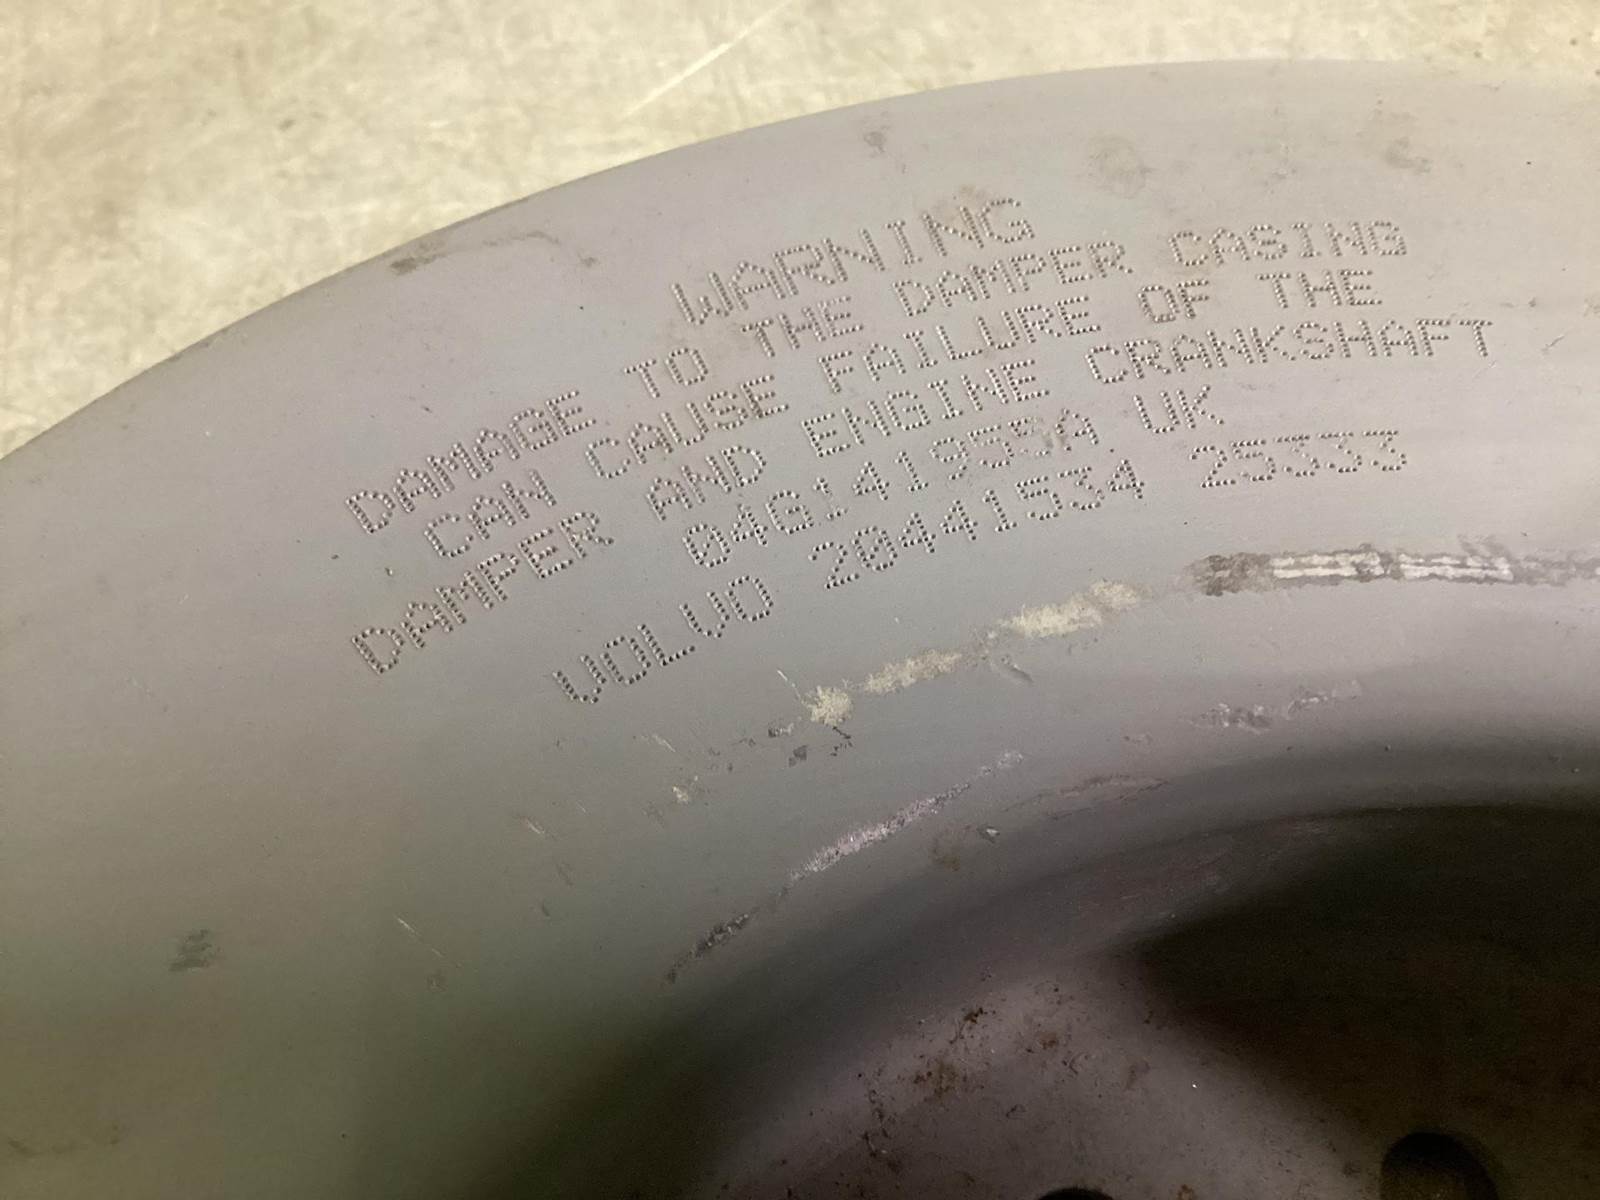 WARNING
DAMAGE TO THE DAMPER CASING
CAN CAUSE FAILURE OF THE
DAMPER AND ENGINE CRANKSHAFT
04G141955A UK
VOLVO 20441534 25333